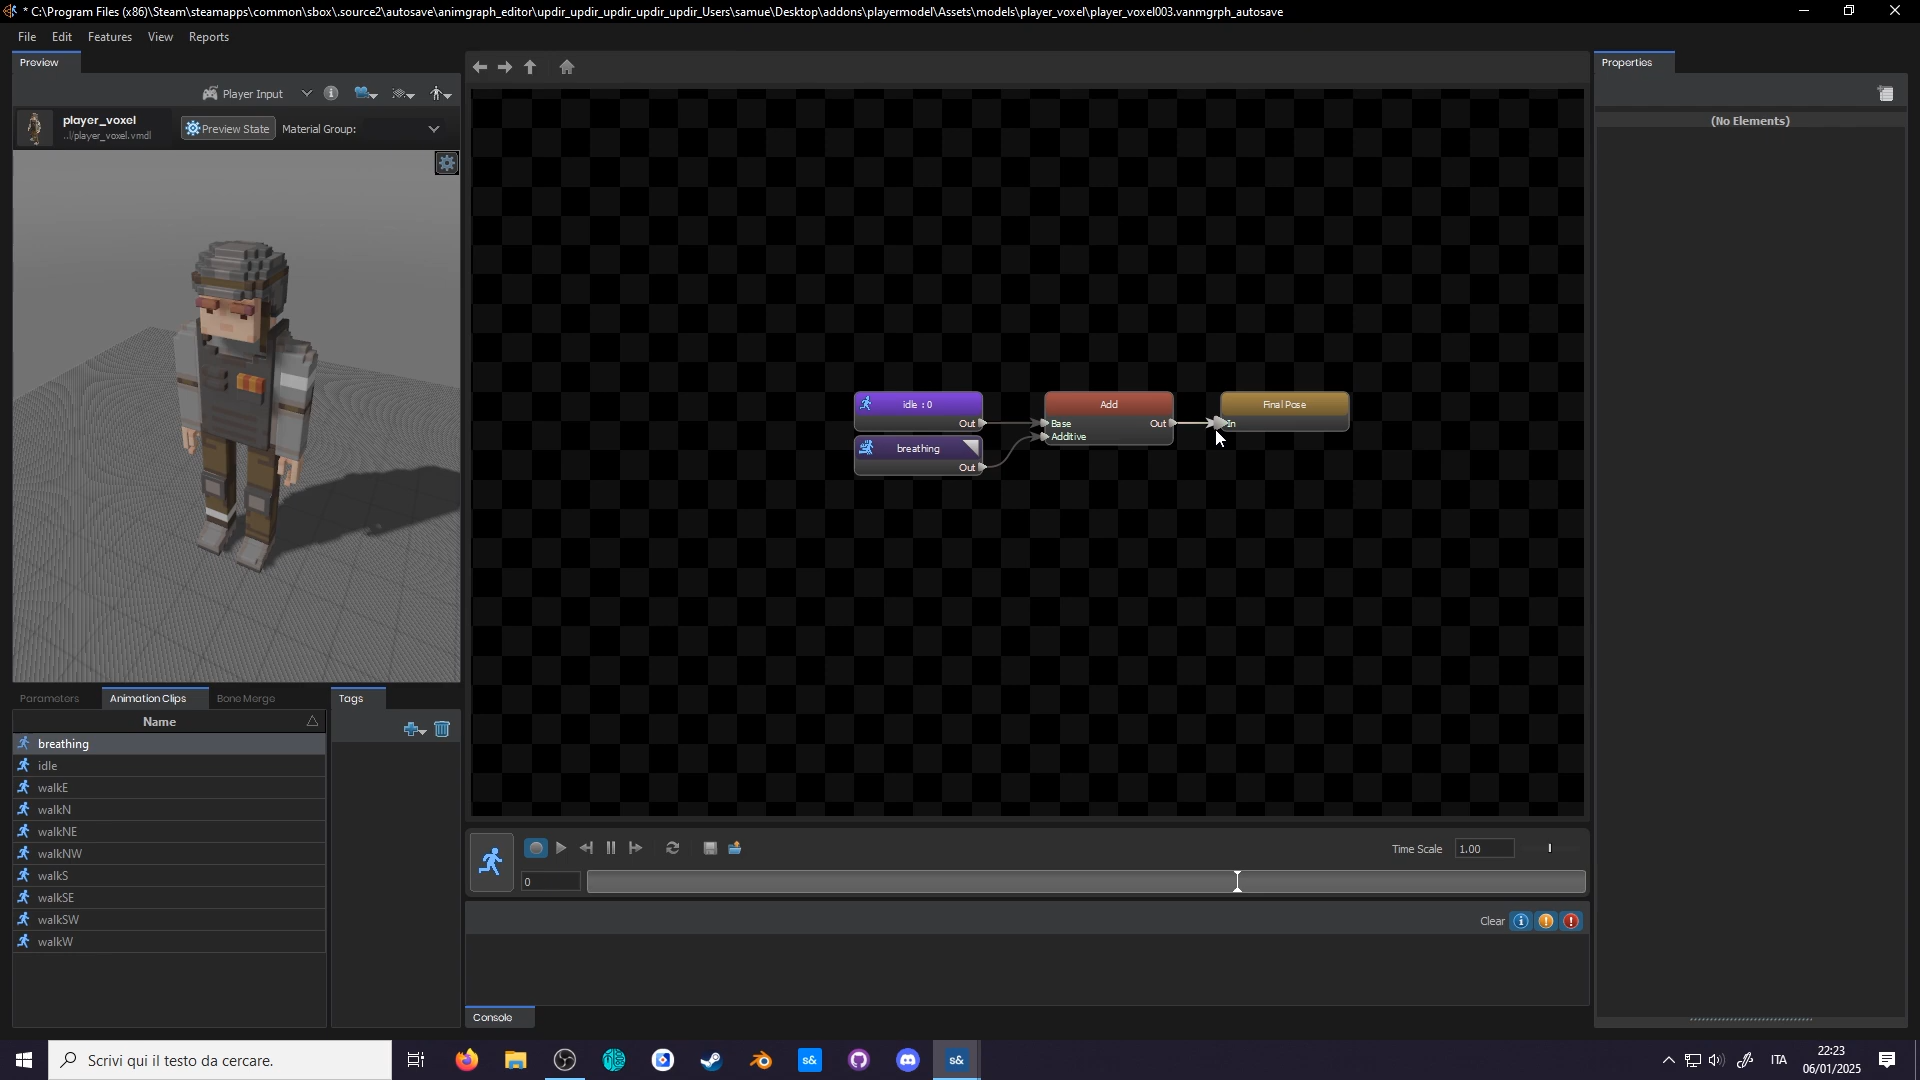 * C:\Program Files (x86)\Steam\steamapps\common\sbox\.source2\autosave\animgraph_editor\updir_updir_updir_updir_updir_Users\samue\Desktop\addons\playermodel\Assets\models\player_voxel\player_voxel003.vanmgrph_autosave
File Edit Features View Reports
Preview
Properties
Player Input
player_voxel
../player_voxel.vmdl
Preview State
Material Group:
(No Elements)
idle : 0
Out
breathing
Out
Add
Base
Out
Additive
Final Pose
In
Parameters
Animation Clips
Bone Merge
Tags
Name
breathing
idle
walkE
walkN
walkNE
walkNW
walkS
walkSE
walkSW
walkW
Time Scale
1.00
0
Clear
Console
Scrivi qui il testo da cercare.
s&
s&
ITA
22:23
06/01/2025